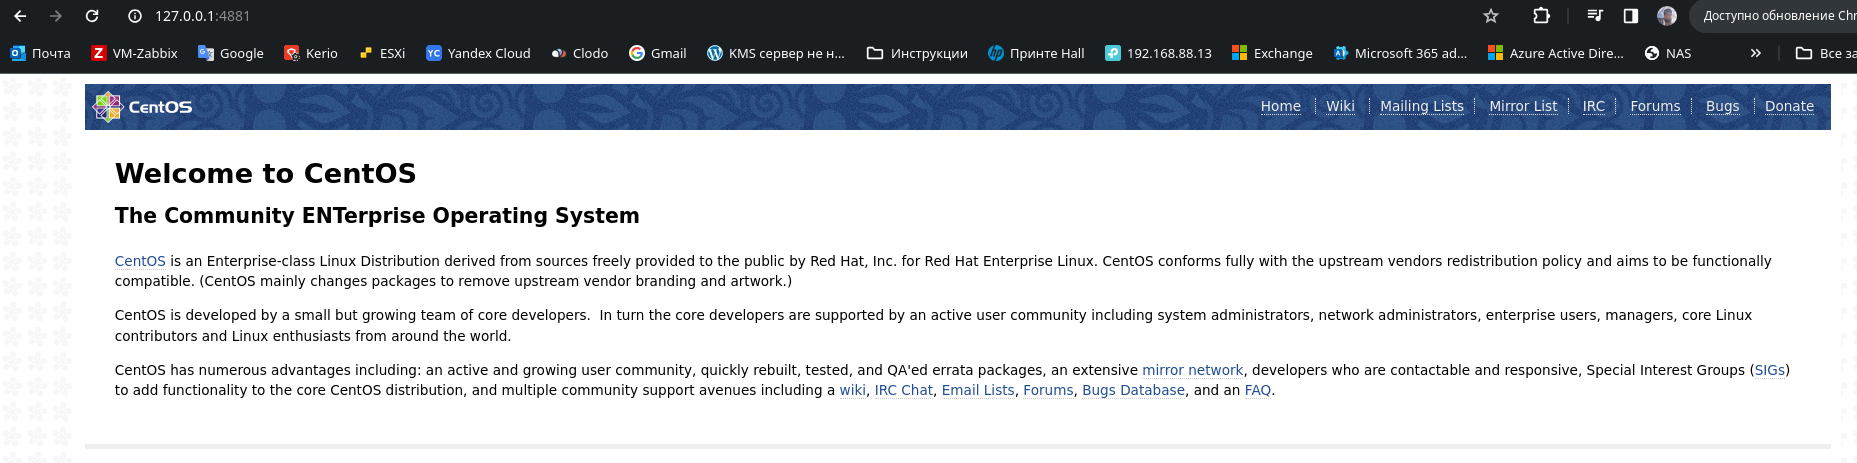 127.0.0.1:4881
Доступно обновление Chr
Почта VM-Zabbix Google Kerio ESXi Yandex Cloud Clodo Gmail KMS сервер не н... Инструкции Принте Hall 192.168.88.13 Exchange Microsoft 365 ad... Azure Active Dire... NAS » Все за
CentOS Home Wiki Mailing Lists Mirror List IRC Forums Bugs Donate
Welcome to CentOS
The Community ENTerprise Operating System
CentOS is an Enterprise-class Linux Distribution derived from sources freely provided to the public by Red Hat, Inc. for Red Hat Enterprise Linux. CentOS conforms fully with the upstream vendors redistribution policy and aims to be functionally
compatible. (CentOS mainly changes packages to remove upstream vendor branding and artwork.)
CentOS is developed by a small but growing team of core developers.  In turn the core developers are supported by an active user community including system administrators, network administrators, enterprise users, managers, core Linux
contributors and Linux enthusiasts from around the world.
CentOS has numerous advantages including: an active and growing user community, quickly rebuilt, tested, and QA'ed errata packages, an extensive mirror network, developers who are contactable and responsive, Special Interest Groups (SIGs)
to add functionality to the core CentOS distribution, and multiple community support avenues including a wiki, IRC Chat, Email Lists, Forums, Bugs Database, and an FAQ.